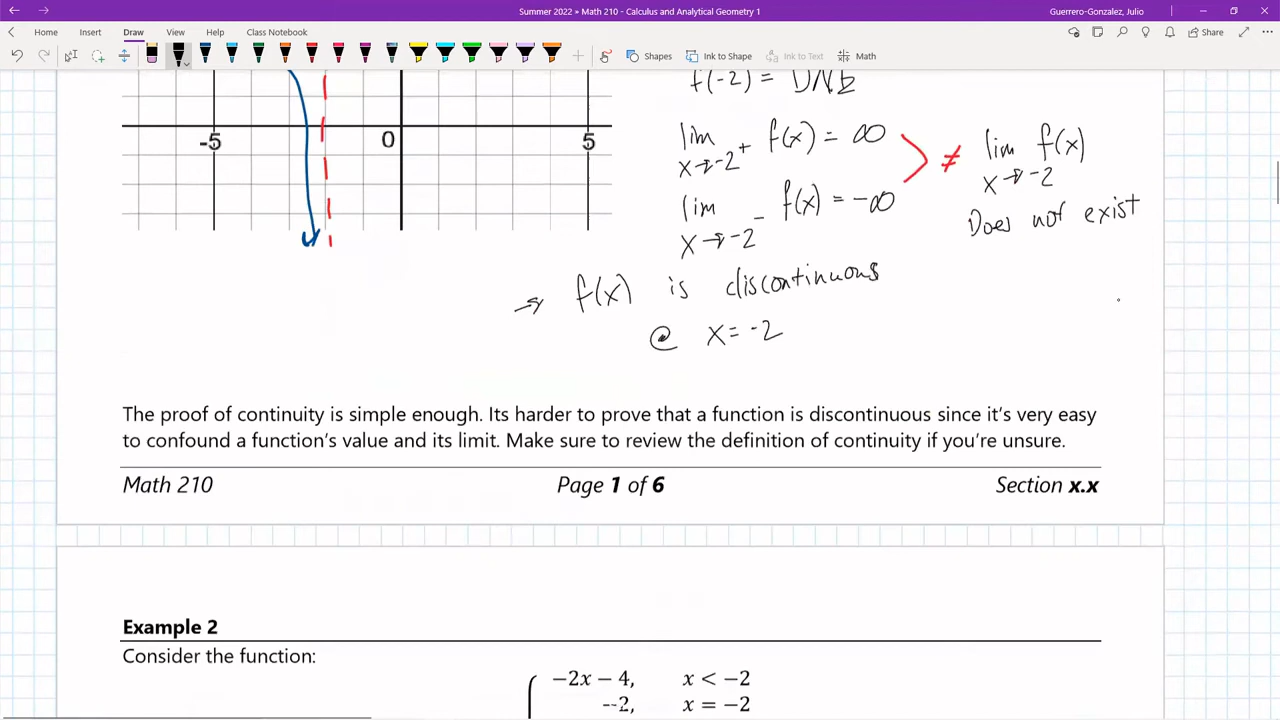 Summer 2022 » Math 210 - Calculus and Analytical Geometry 1
Guerrero-Gonzalez, Julio
Home Insert Draw View Help Class Notebook Share
Shapes Ink to Shape Ink to Text Math
f(-2) = DNE
-5 0 5
lim x→-2+ f(x) = ∞
lim x→-2- f(x) = -∞
≠ lim x→-2 f(x)
Does not exist
⇒ f(x) is discontinuous
@ x = -2
The proof of continuity is simple enough. Its harder to prove that a function is discontinuous since it's very easy
to confound a function's value and its limit. Make sure to review the definition of continuity if you're unsure.
Math 210 Page 1 of 6 Section x.x
Example 2
Consider the function:
−2x − 4, x < −2
−-2, x = −2